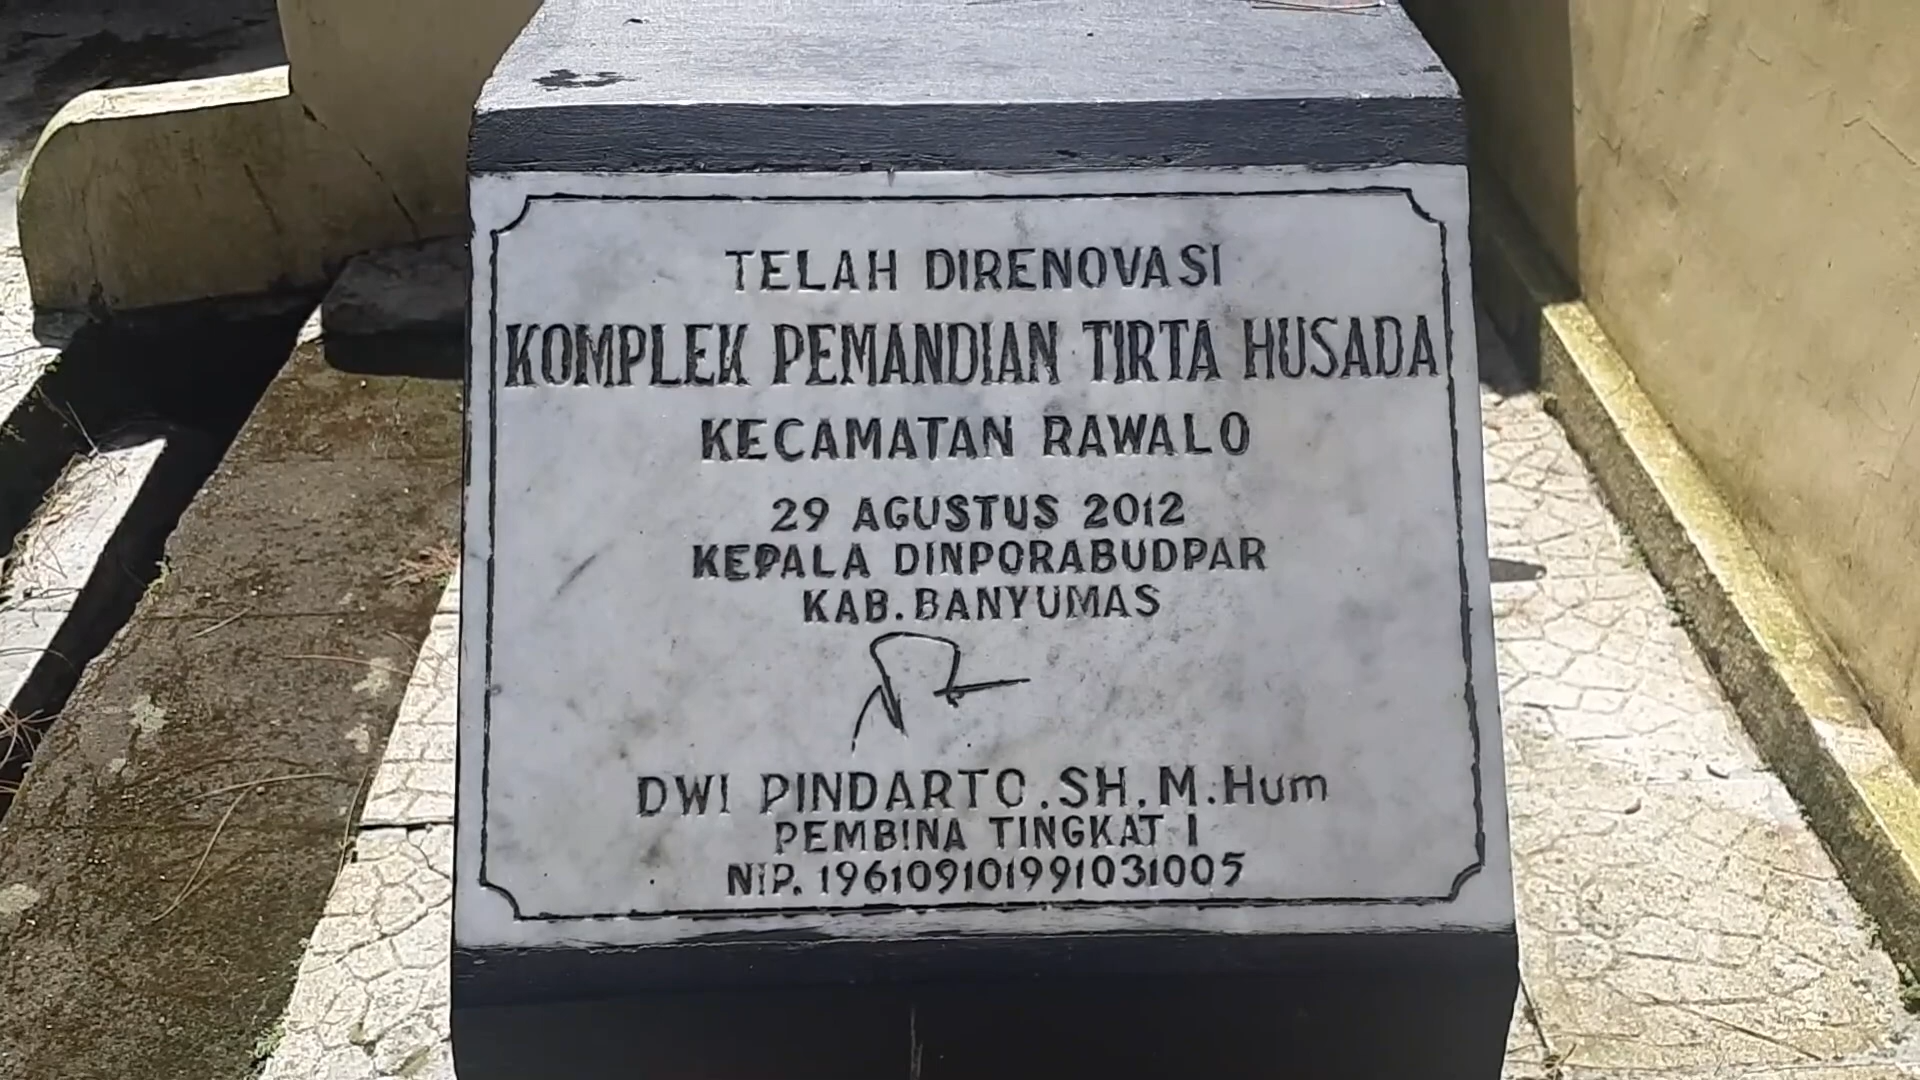 TELAH DIRENOVASI
KOMPLEK PEMANDIAN TIRTA HUSADA
KECAMATAN RAWALO
29 AGUSTUS 2012
KEPALA DINPORABUDPAR
KAB. BANYUMAS
DWI PINDARTO.SH.M.Hum
PEMBINA TINGKAT I
NIP. 196109101991031005